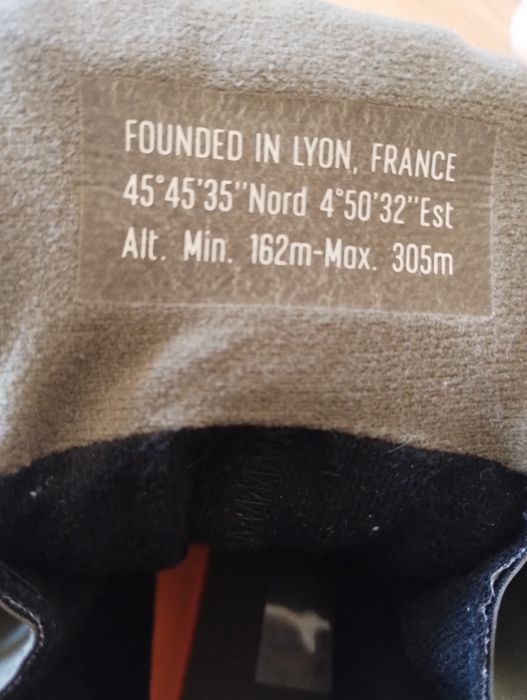 FOUNDED IN LYON, FRANCE
45°45'35''Nord 4°50'32''Est
Alt. Min. 162m-Max. 305m